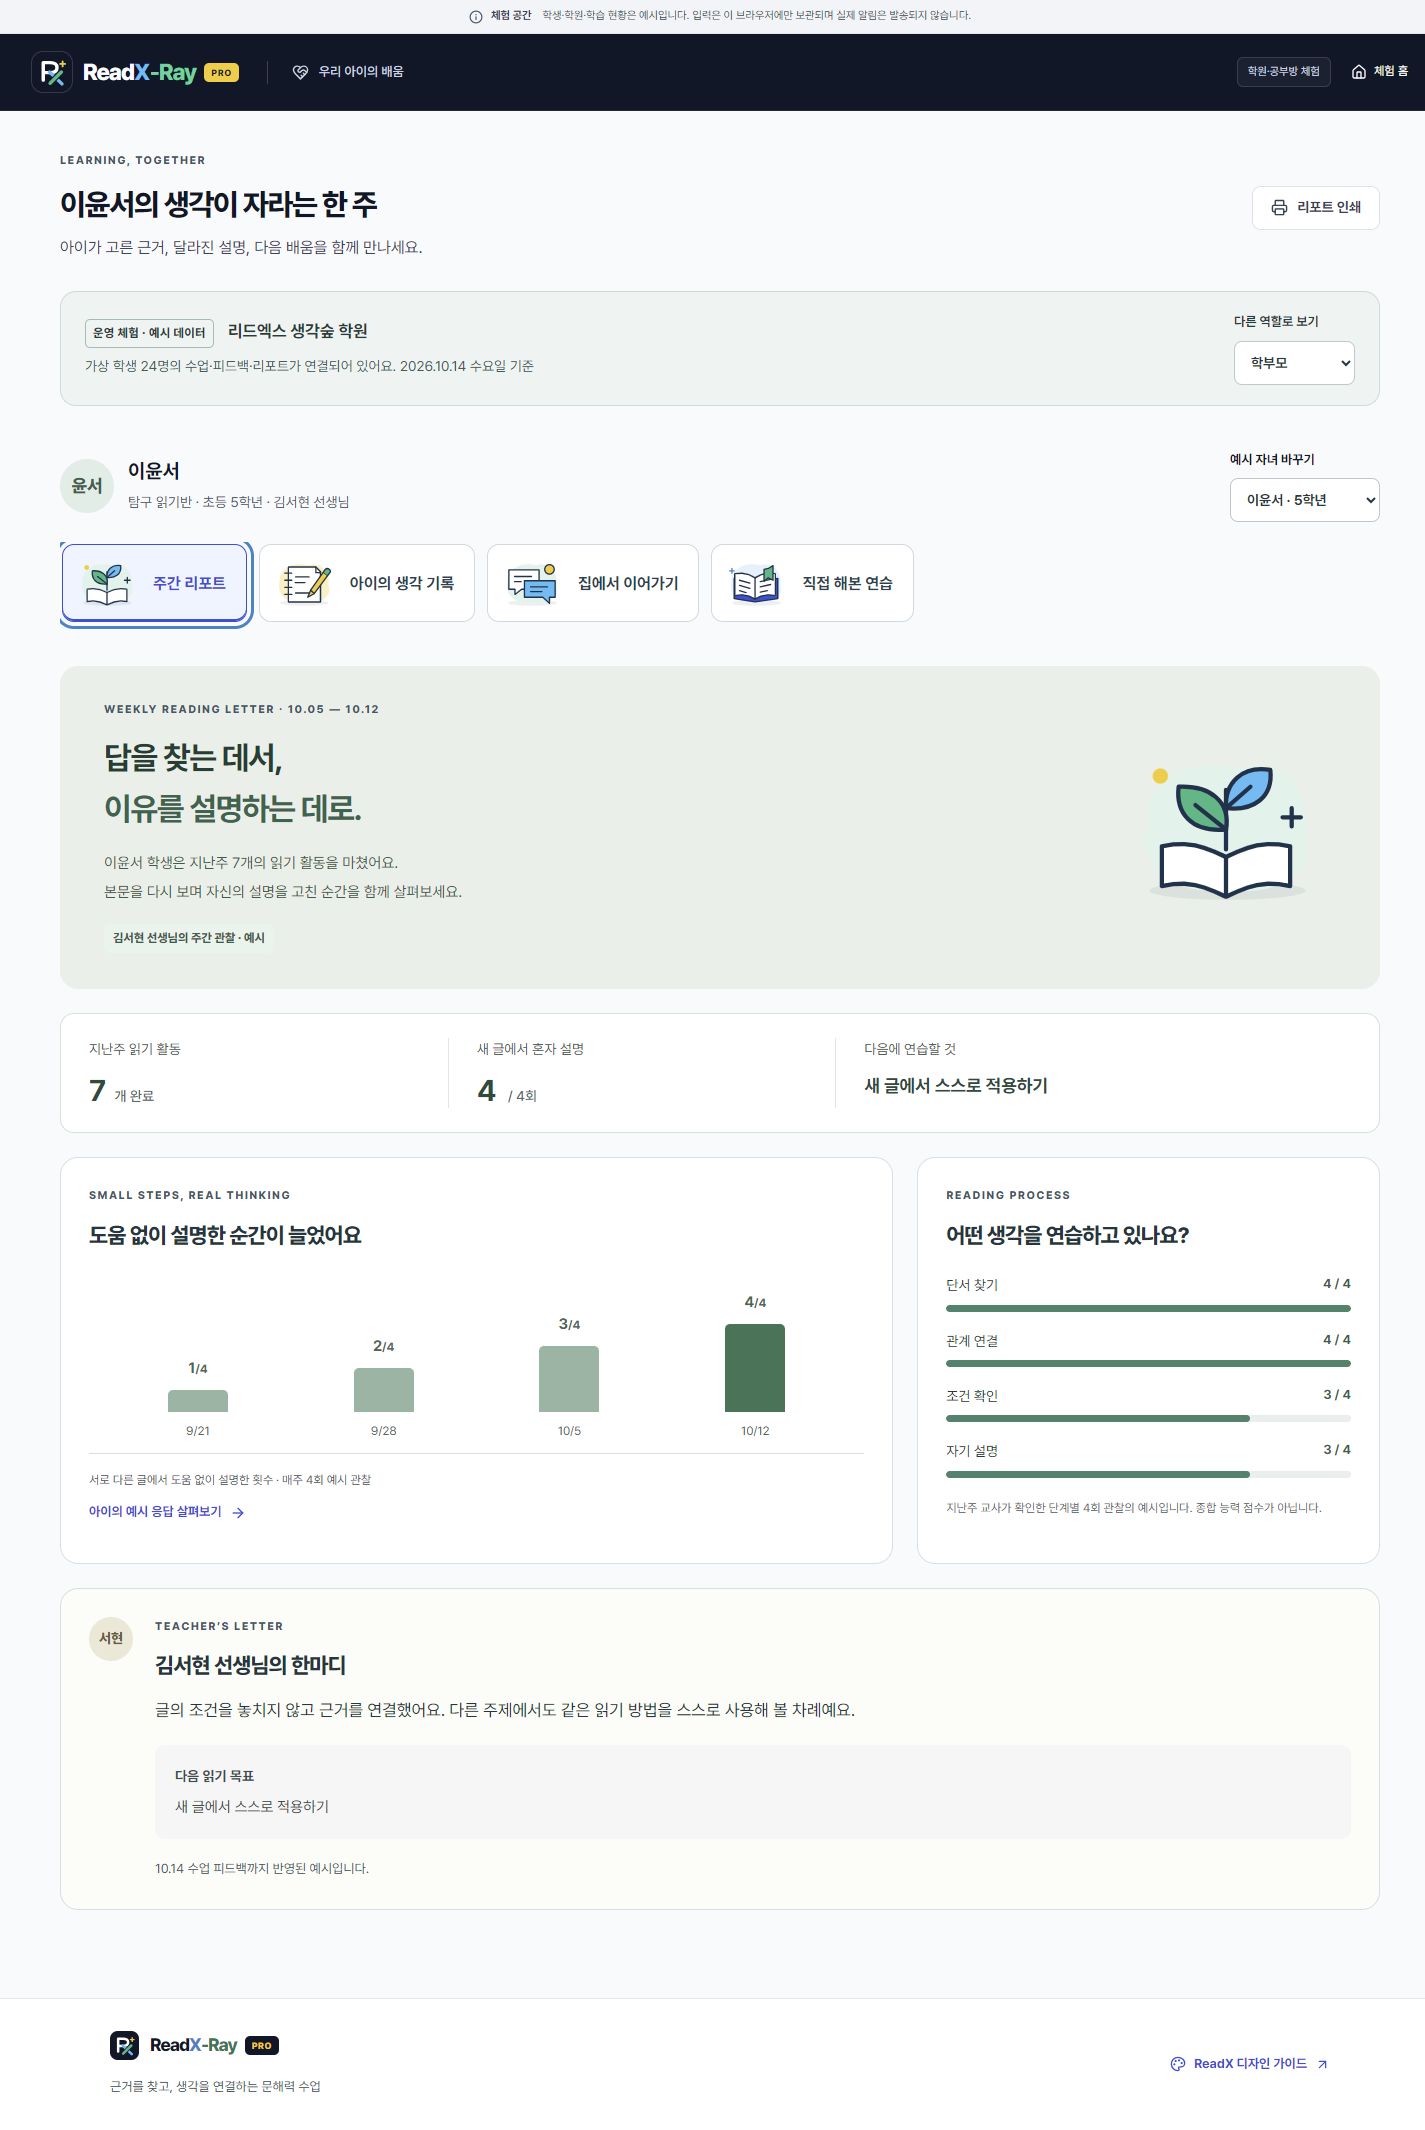 체험 공간 학생·학원·학습 현황은 예시입니다. 입력은 이 브라우저에만 보관되며 실제 알림은 발송되지 않습니다.
ReadX-Ray PRO
우리 아이의 배움
학원·공부방 체험
체험 홈
LEARNING, TOGETHER
이윤서의 생각이 자라는 한 주
아이가 고른 근거, 달라진 설명, 다음 배움을 함께 만나세요.
리포트 인쇄
운영 체험 · 예시 데이터
리드엑스 생각숲 학원
가상 학생 24명의 수업·피드백·리포트가 연결되어 있어요. 2026.10.14 수요일 기준
다른 역할로 보기
학부모
윤서
이윤서
탐구 읽기반 · 초등 5학년 · 김서현 선생님
예시 자녀 바꾸기
이윤서 · 5학년
주간 리포트
아이의 생각 기록
집에서 이어가기
직접 해본 연습
WEEKLY READING LETTER · 10.05 — 10.12
답을 찾는 데서,
이유를 설명하는 데로.
이윤서 학생은 지난주 7개의 읽기 활동을 마쳤어요.
본문을 다시 보며 자신의 설명을 고친 순간을 함께 살펴보세요.
김서현 선생님의 주간 관찰 · 예시
지난주 읽기 활동
7 개 완료
새 글에서 혼자 설명
4 / 4회
다음에 연습할 것
새 글에서 스스로 적용하기
SMALL STEPS, REAL THINKING
도움 없이 설명한 순간이 늘었어요
1/4
2/4
3/4
4/4
9/21
9/28
10/5
10/12
서로 다른 글에서 도움 없이 설명한 횟수 · 매주 4회 예시 관찰
아이의 예시 응답 살펴보기
READING PROCESS
어떤 생각을 연습하고 있나요?
단서 찾기 4 / 4
관계 연결 4 / 4
조건 확인 3 / 4
자기 설명 3 / 4
지난주 교사가 확인한 단계별 4회 관찰의 예시입니다. 종합 능력 점수가 아닙니다.
서현
TEACHER'S LETTER
김서현 선생님의 한마디
글의 조건을 놓치지 않고 근거를 연결했어요. 다른 주제에서도 같은 읽기 방법을 스스로 사용해 볼 차례예요.
다음 읽기 목표
새 글에서 스스로 적용하기
10.14 수업 피드백까지 반영된 예시입니다.
ReadX-Ray PRO
근거를 찾고, 생각을 연결하는 문해력 수업
ReadX 디자인 가이드